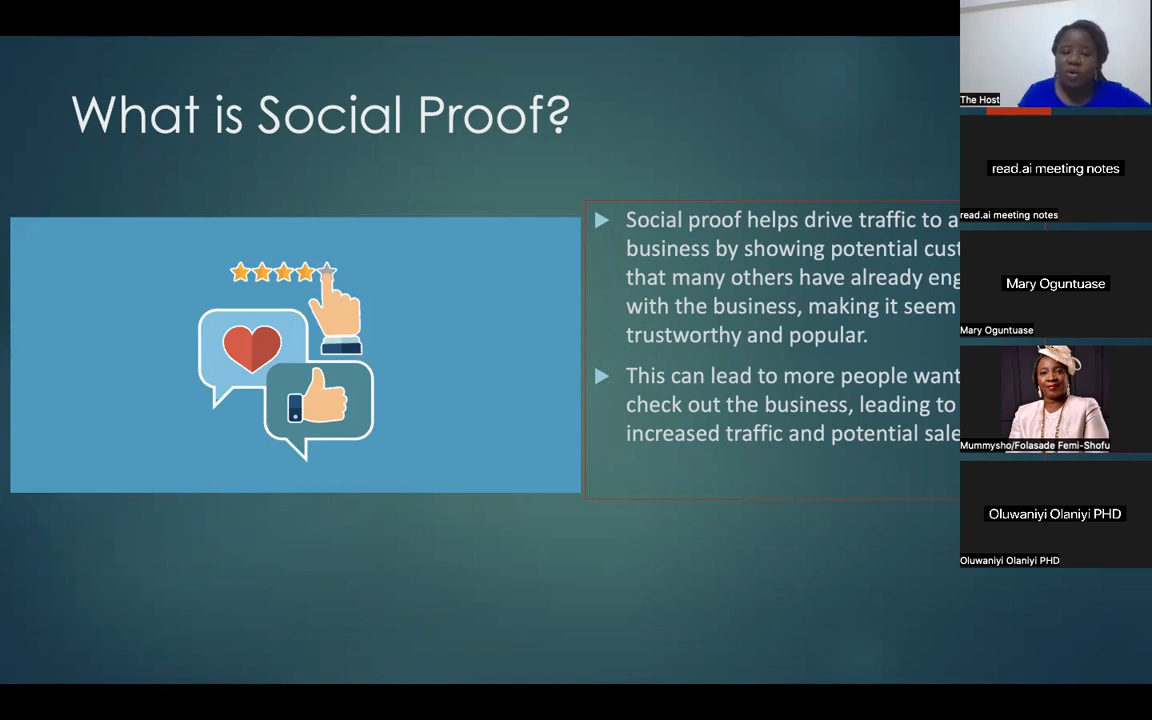 What is Social Proof?
Social proof helps drive traffic to a
business by showing potential cust
that many others have already eng
with the business, making it seem
trustworthy and popular.
This can lead to more people want
check out the business, leading to
increased traffic and potential sale
The Host
read.ai meeting notes
read.ai meeting notes
Mary Oguntuase
Mary Oguntuase
Mummysho/Folasade Femi-Shofu
Oluwaniyi Olaniyi PHD
Oluwaniyi Olaniyi PHD